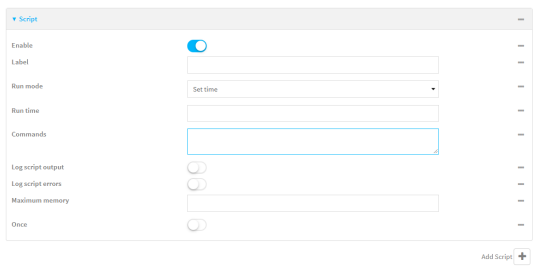 ▼ Script
Enable
Label
Run mode
Set time
Run time
Commands
Log script output
Log script errors
Maximum memory
Once
Add Script